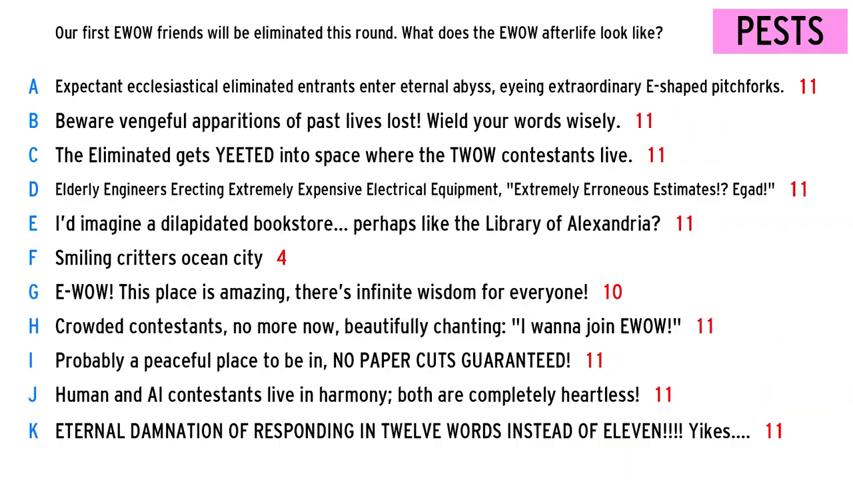 Our first EWOW friends will be eliminated this round. What does the EWOW afterlife look like?
PESTS
A Expectant ecclesiastical eliminated entrants enter eternal abyss, eyeing extraordinary E-shaped pitchforks. 11
B Beware vengeful apparitions of past lives lost! Wield your words wisely. 11
C The Eliminated gets YEETED into space where the TWOW contestants live. 11
D Elderly Engineers Erecting Extremely Expensive Electrical Equipment, "Extremely Erroneous Estimates!? Egad!" 11
E I'd imagine a dilapidated bookstore... perhaps like the Library of Alexandria? 11
F Smiling critters ocean city 4
G E-WOW! This place is amazing, there's infinite wisdom for everyone! 10
H Crowded contestants, no more now, beautifully chanting: "I wanna join EWOW!" 11
I Probably a peaceful place to be in, NO PAPER CUTS GUARANTEED! 11
J Human and AI contestants live in harmony; both are completely heartless! 11
K ETERNAL DAMNATION OF RESPONDING IN TWELVE WORDS INSTEAD OF ELEVEN!!!! Yikes.... 11